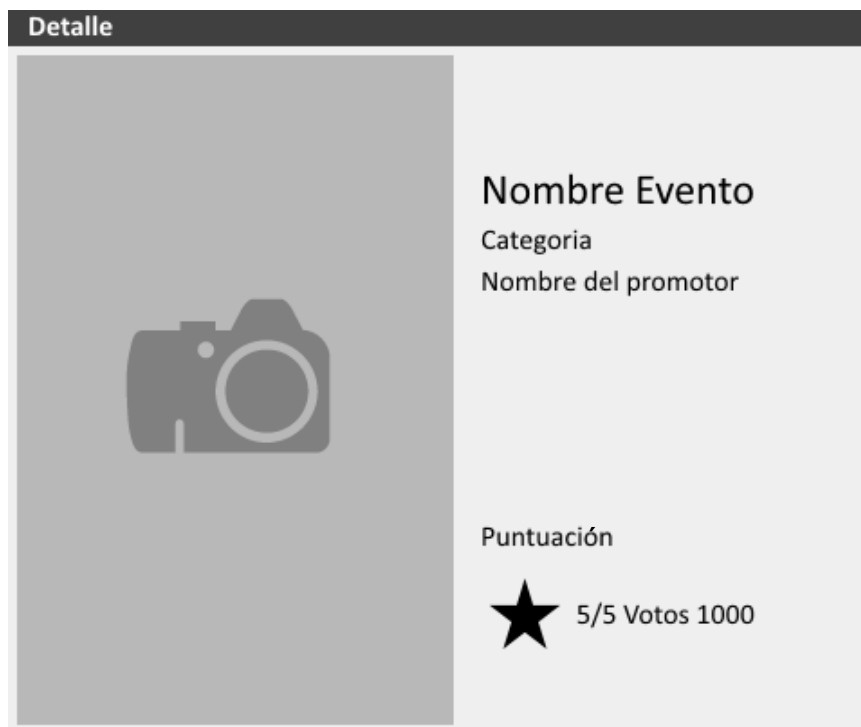 Detalle
Nombre Evento
Categoria
Nombre del promotor
Puntuación
5/5 Votos 1000